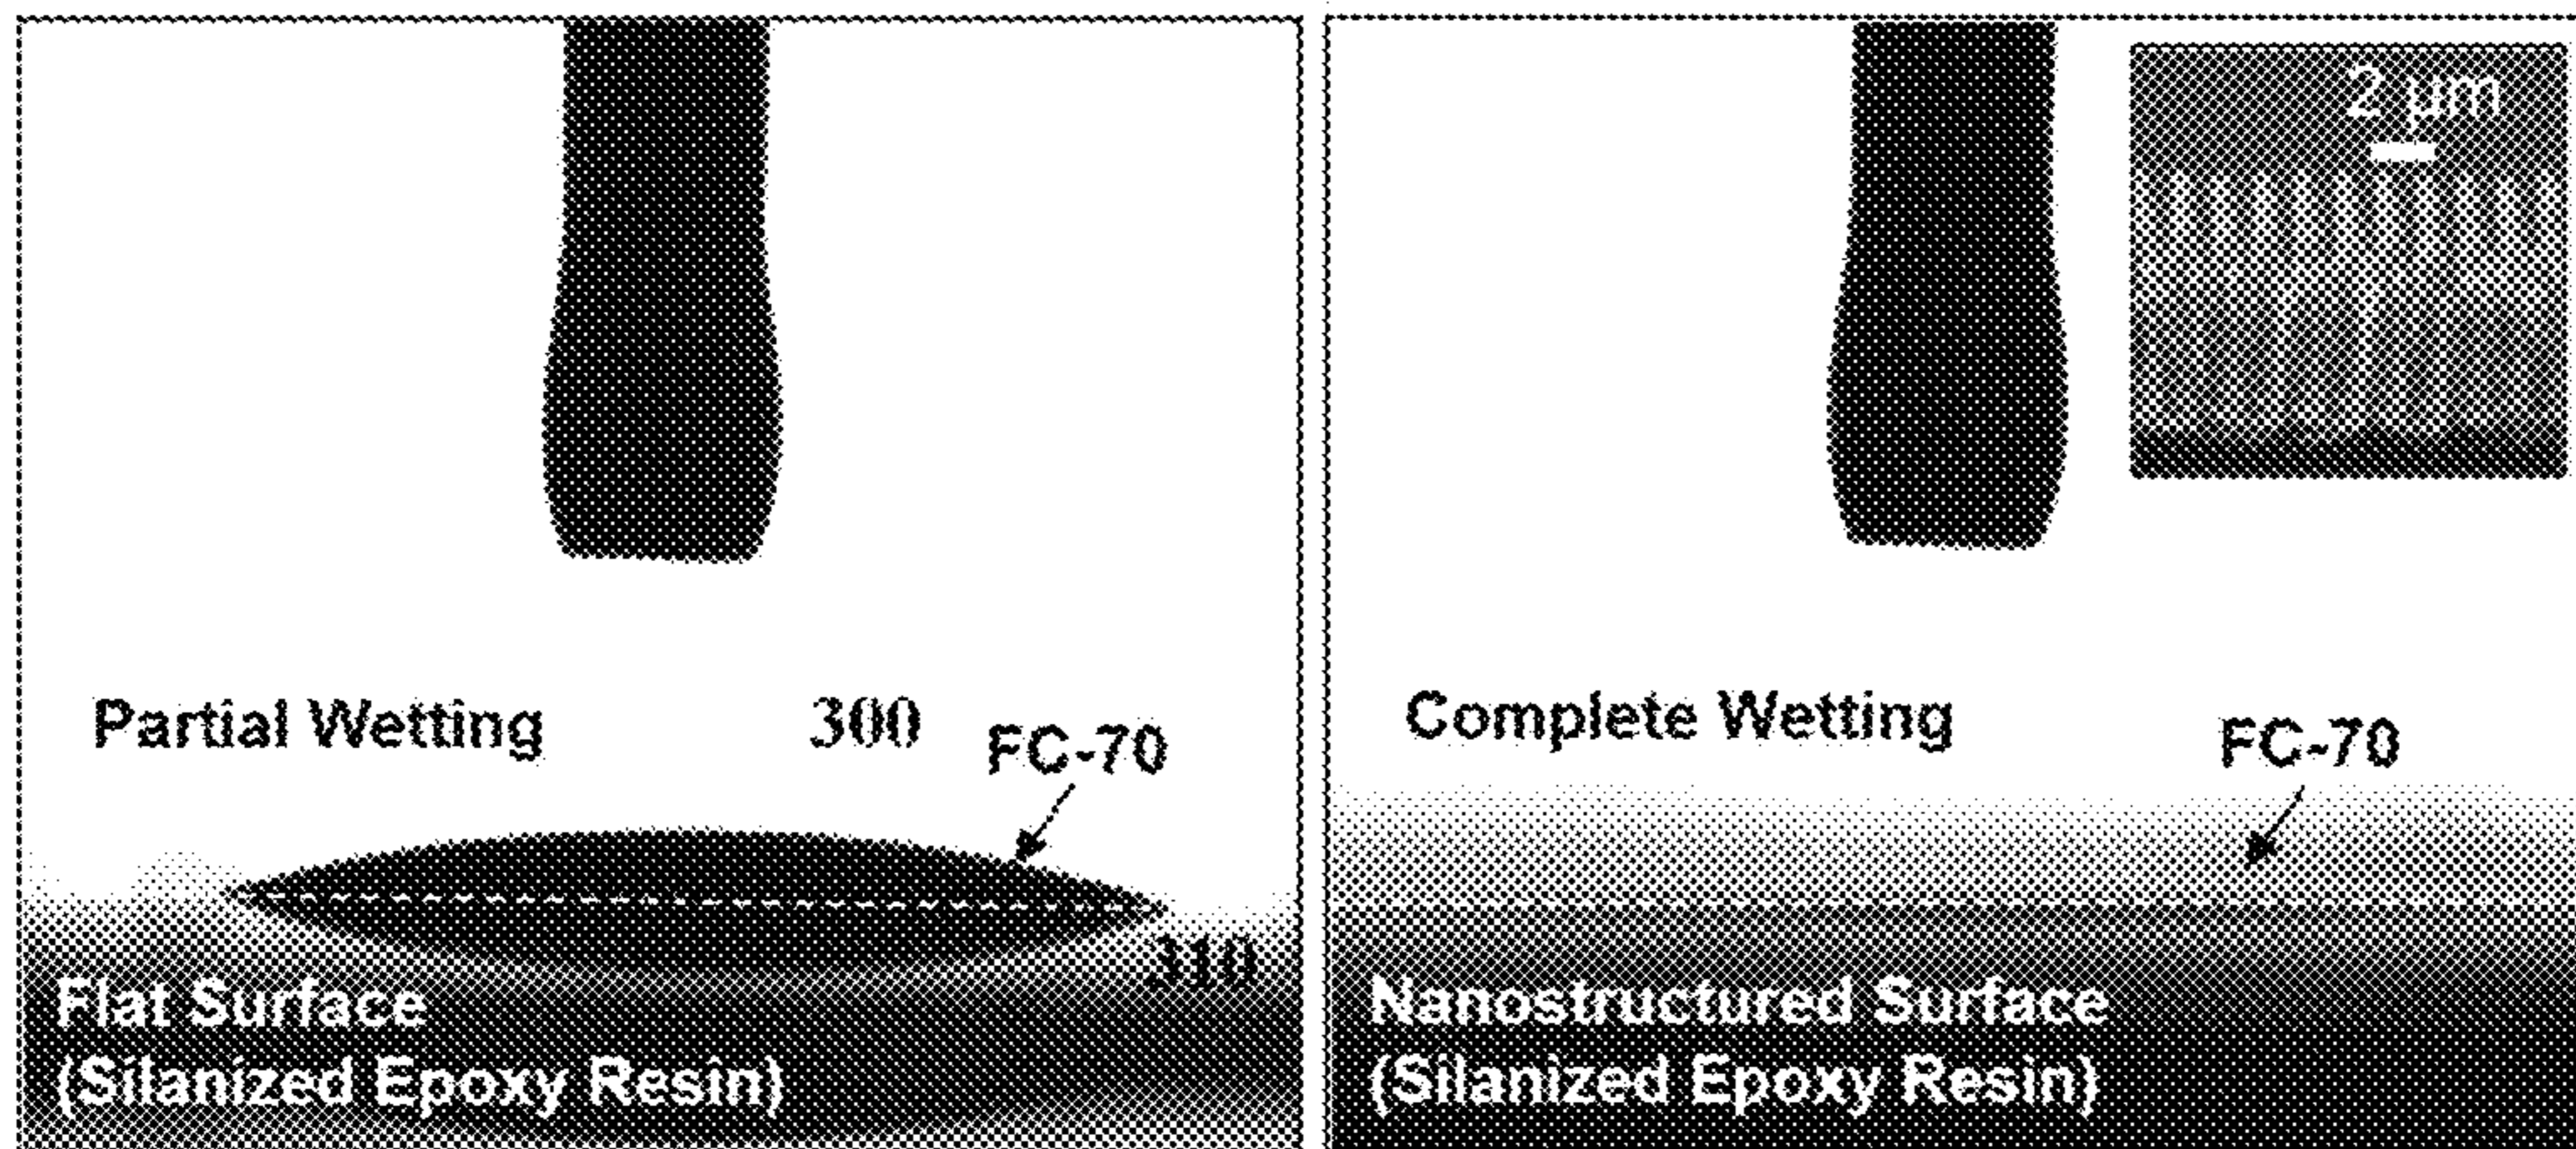 Partial Wetting
300
FC-70
310
Flat Surface
(Silanized Epoxy Resin)
2 µm
Complete Wetting
FC-70
Nanostructured Surface
(Silanized Epoxy Resin)